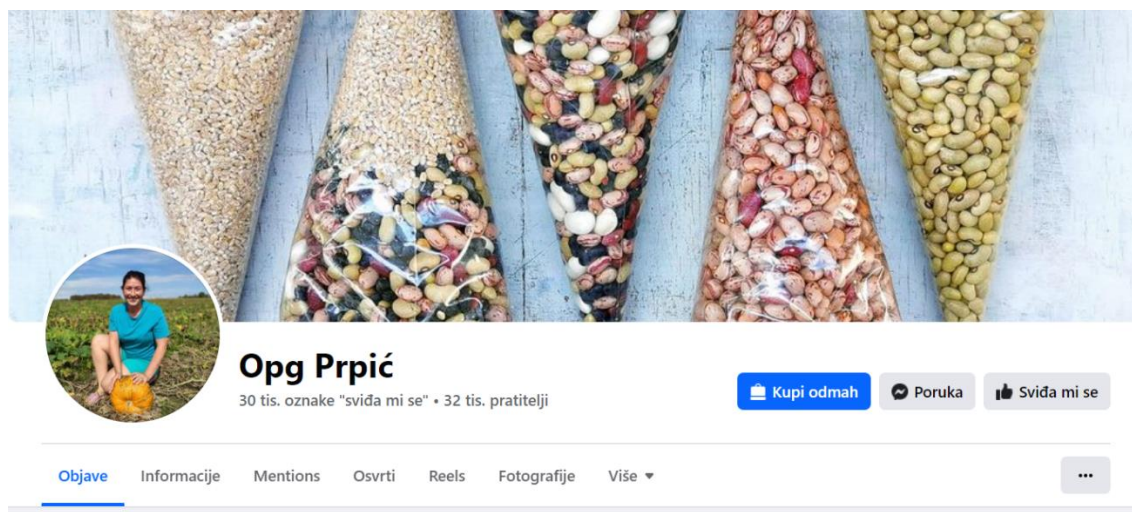 Opg Prpić
30 tis. oznake "sviđa mi se" • 32 tis. pratitelji
Kupi odmah
Poruka
Sviđa mi se
Objave
Informacije
Mentions
Osvrti
Reels
Fotografije
Više